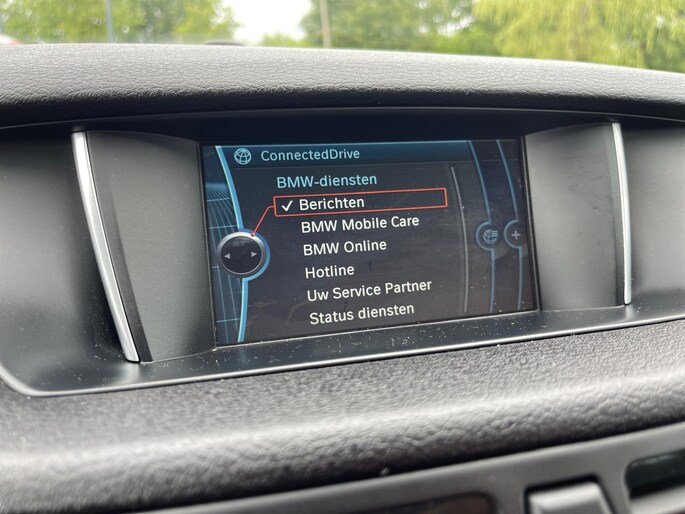 ConnectedDrive
BMW-diensten
✓ Berichten
BMW Mobile Care
BMW Online
Hotline
Uw Service Partner
Status diensten